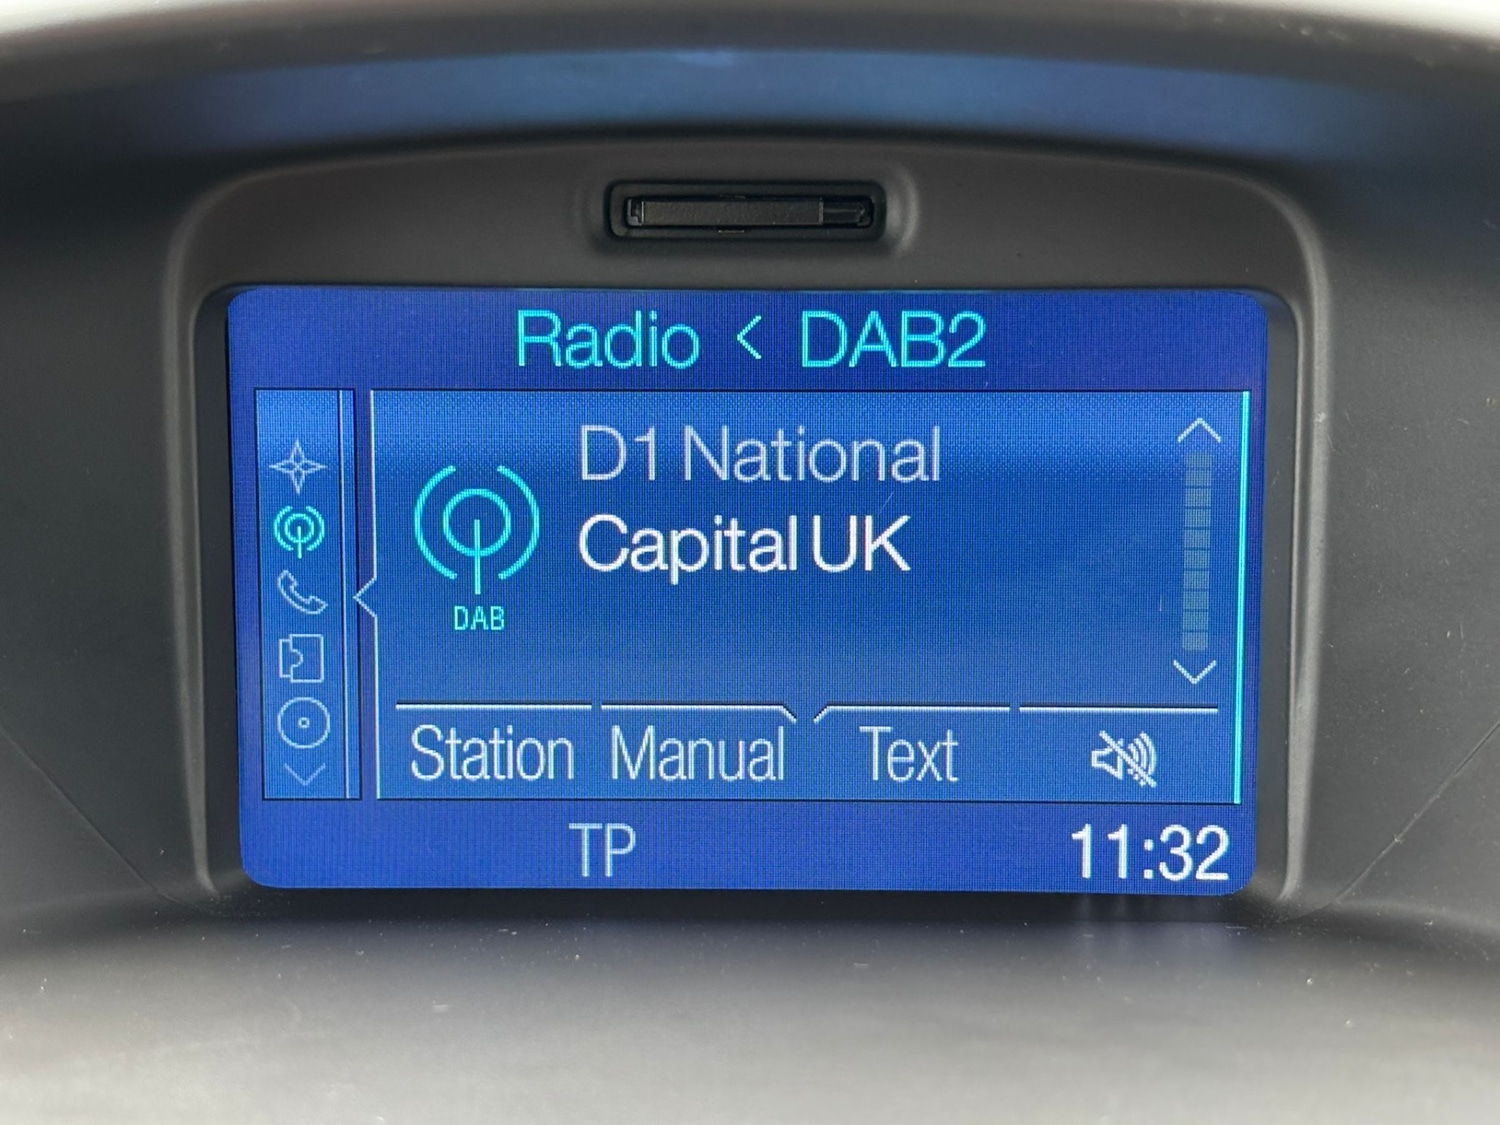 Radio < DAB2
D1 National
Capital UK
DAB
Station Manual Text
TP 11:32